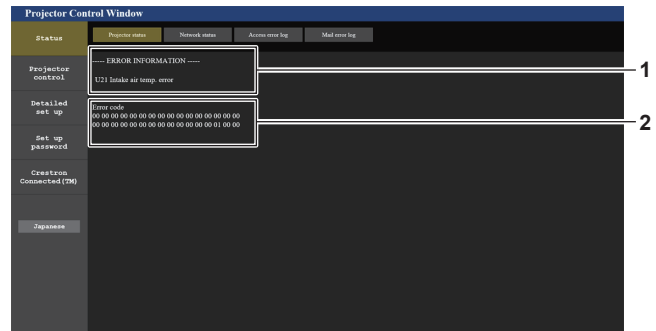 Projector Control Window
Status
Projector status
Network status
Access error log
Mail error log
----- ERROR INFORMATION -----
U21 Intake air temp. error
1
Error code
00 00 00 00 00 00 00 00 00 00 00 00 00 00 00 00
00 00 00 00 00 00 00 00 00 00 00 00 00 01 00 00
2
Projector
control
Detailed
set up
Set up
password
Crestron
Connected(TM)
Japanese